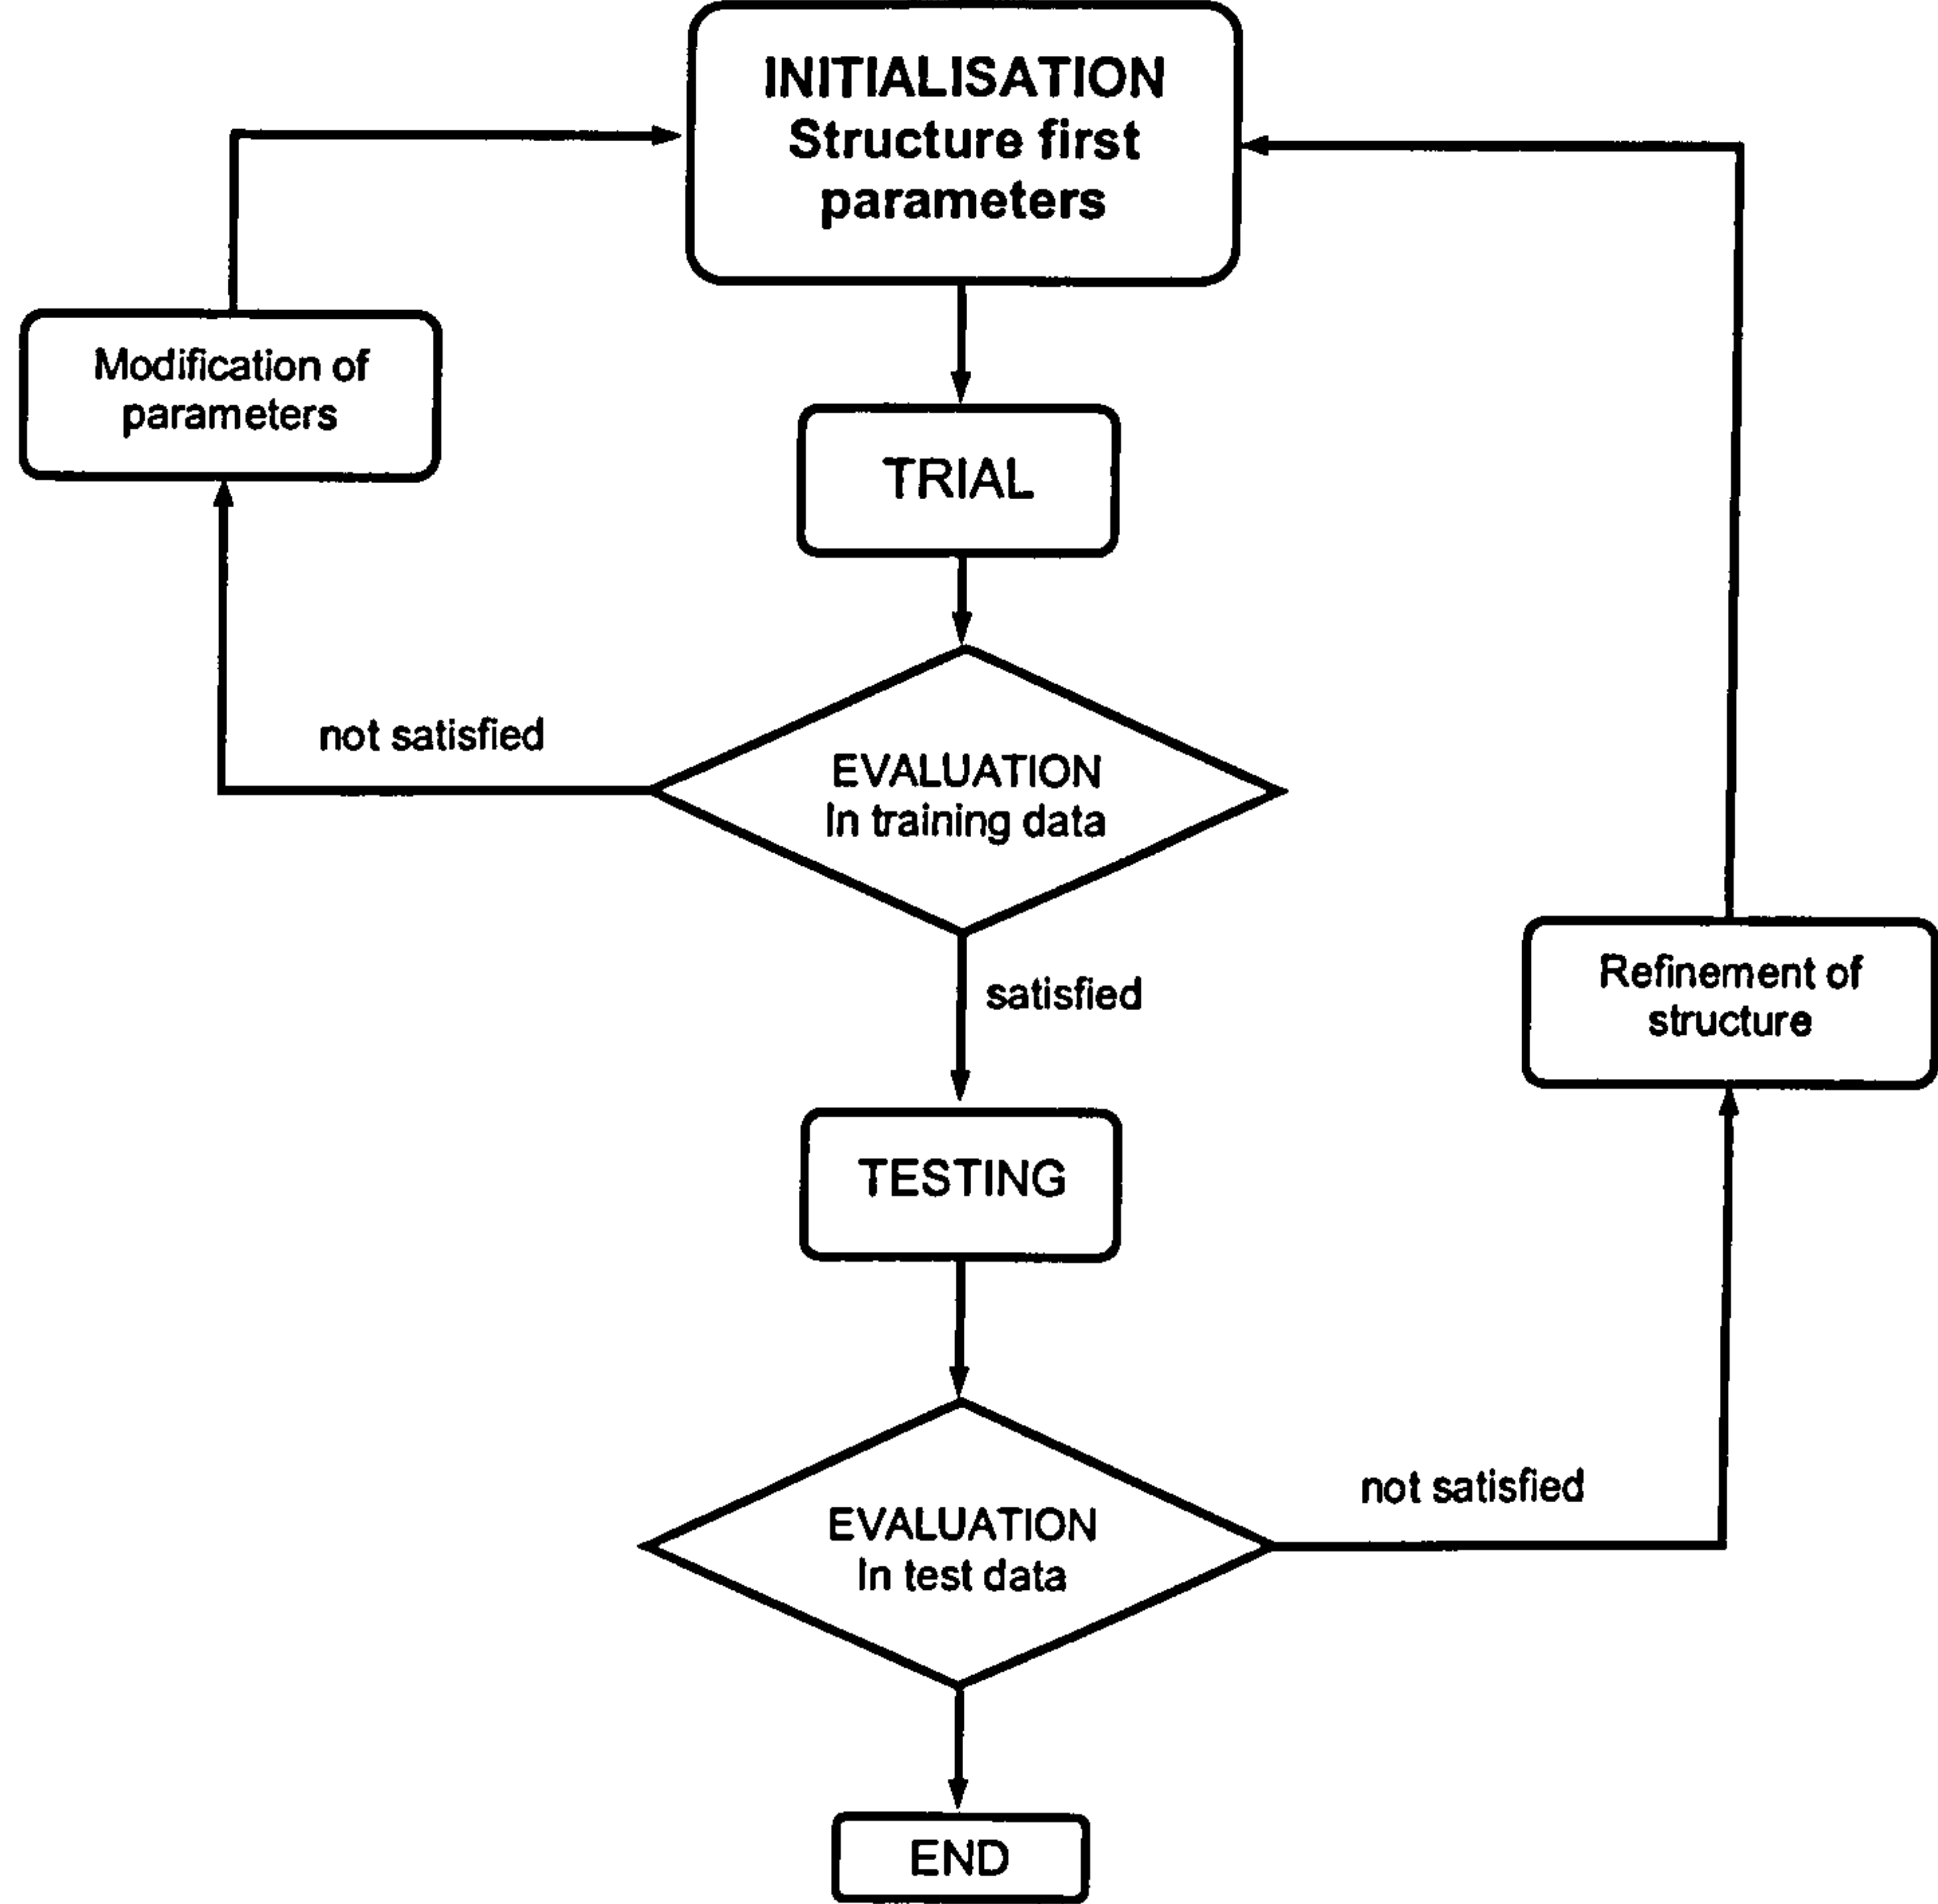 INITIALISATION
Structure first
parameters
Modification of
parameters
TRIAL
not satisfied
EVALUATION
In training data
satisfied
Refinement of
structure
TESTING
not satisfied
EVALUATION
In test data
END